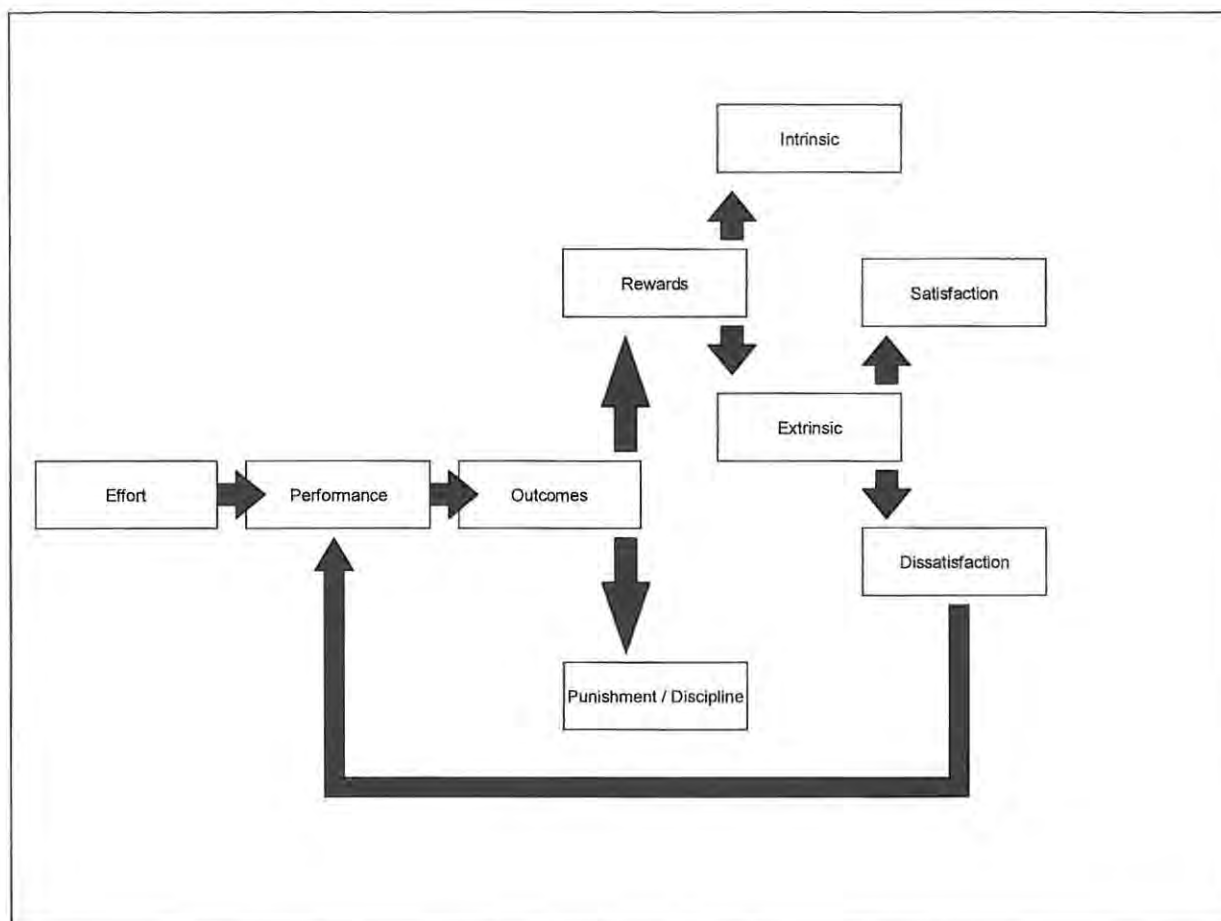 Intrinsic
Rewards
Satisfaction
Extrinsic
Effort
Performance
Outcomes
Dissatisfaction
Punishment / Discipline